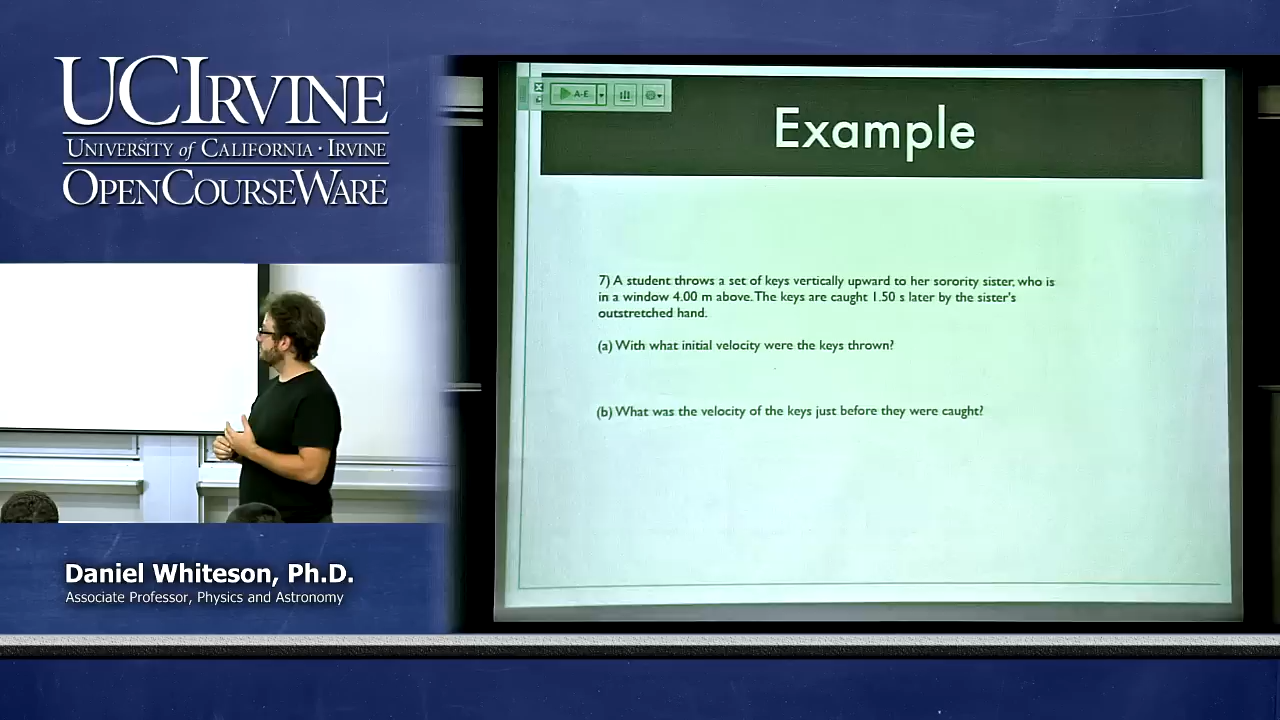 UCIRVINE
UNIVERSITY of CALIFORNIA · IRVINE
OPENCOURSEWARE
A-E
Example
7) A student throws a set of keys vertically upward to her sorority sister, who is
in a window 4.00 m above. The keys are caught 1.50 s later by the sister's
outstretched hand.
(a) With what initial velocity were the keys thrown?
(b) What was the velocity of the keys just before they were caught?
Daniel Whiteson, Ph.D.
Associate Professor, Physics and Astronomy